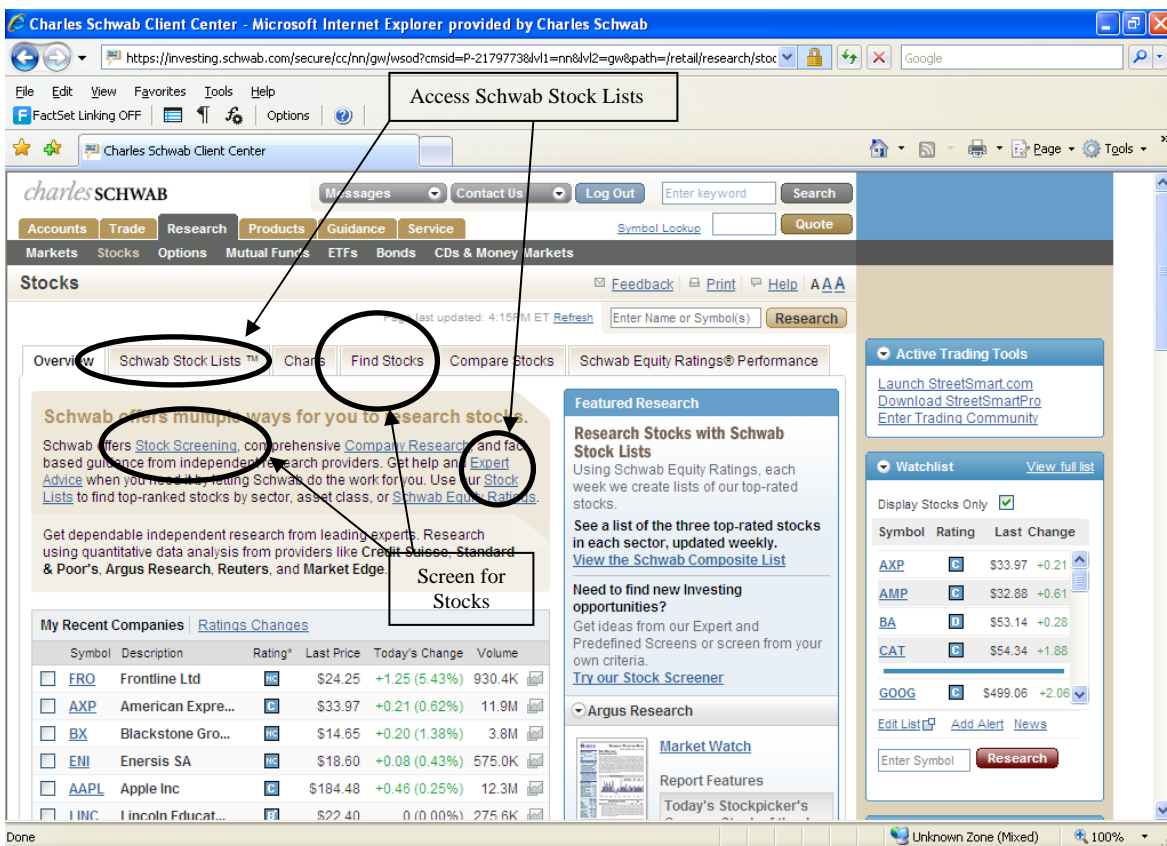 Charles Schwab Client Center - Microsoft Internet Explorer provided by Charles Schwab
https://investing.schwab.com/secure/cc/nn/gw/wsod?cmsid=P-2179773&lvl1=nn&lvl2=gw&path=/retail/research/stoc
Google
File Edit View Favorites Tools Help
FactSet Linking OFF Options
Access Schwab Stock Lists
Charles Schwab Client Center
Page Tools
charles SCHWAB
Messages Contact Us Log Out Enter keyword Search
Accounts Trade Research Products Guidance Service Symbol Lookup Quote
Markets Stocks Options Mutual Funds ETFs Bonds CDs & Money Markets
Stocks
Feedback Print Help AAA
Page last updated: 4:15PM ET Refresh Enter Name or Symbol(s) Research
Overview Schwab Stock Lists ™ Charts Find Stocks Compare Stocks Schwab Equity Ratings® Performance
Schwab offers multiple ways for you to research stocks.
Schwab offers Stock Screening, comprehensive Company Research, and fact
based guidance from independent research providers. Get help and Expert
Advice when you need it by letting Schwab do the work for you. Use our Stock
Lists to find top-ranked stocks by sector, asset class, or Schwab Equity Ratings.
Get dependable independent research from leading experts. Research
using quantitative data analysis from providers like Credit Suisse, Standard
& Poor's, Argus Research, Reuters, and Market Edge.
Screen for
Stocks
My Recent Companies Ratings Changes
Symbol Description Rating* Last Price Today's Change Volume
FRO Frontline Ltd NC $24.25 +1.25 (5.43%) 930.4K
AXP American Expre... C $33.97 +0.21 (0.62%) 11.9M
BX Blackstone Gro... NC $14.65 +0.20 (1.38%) 3.8M
ENI Enersis SA NC $18.60 +0.08 (0.43%) 575.0K
AAPL Apple Inc C $184.48 +0.46 (0.25%) 12.3M
LINC Lincoln Educat... B $22.40 0 (0.00%) 275.6K
Featured Research
Research Stocks with Schwab
Stock Lists
Using Schwab Equity Ratings, each
week we create lists of our top-rated
stocks.
See a list of the three top-rated stocks
in each sector, updated weekly.
View the Schwab Composite List
Need to find new Investing
opportunities?
Get ideas from our Expert and
Predefined Screens or screen from your
own criteria.
Try our Stock Screener
Argus Research
Market Watch
Report Features
Today's Stockpicker's
Active Trading Tools
Launch StreetSmart.com
Download StreetSmartPro
Enter Trading Community
Watchlist View full list
Display Stocks Only
Symbol Rating Last Change
AXP C $33.97 +0.21
AMP C $32.88 +0.61
BA D $53.14 +0.28
CAT C $54.34 +1.88
GOOG C $499.06 +2.06
Edit List Add Alert News
Enter Symbol Research
Done
Unknown Zone (Mixed) 100%